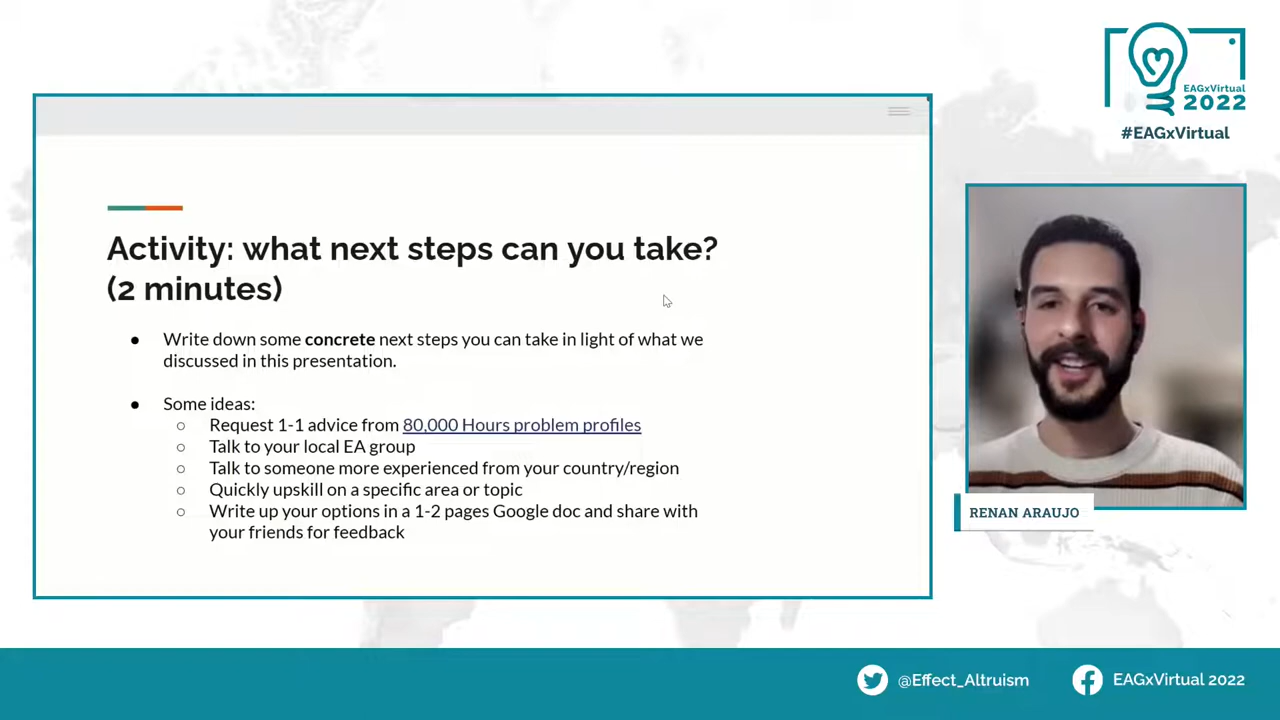 EAGxVirtual
2022
#EAGxVirtual
Activity: what next steps can you take?
(2 minutes)
● Write down some concrete next steps you can take in light of what we
discussed in this presentation.
● Some ideas:
○ Request 1-1 advice from 80,000 Hours problem profiles
○ Talk to your local EA group
○ Talk to someone more experienced from your country/region
○ Quickly upskill on a specific area or topic
○ Write up your options in a 1-2 pages Google doc and share with
your friends for feedback
RENAN ARAUJO
@Effect_Altruism
EAGxVirtual 2022